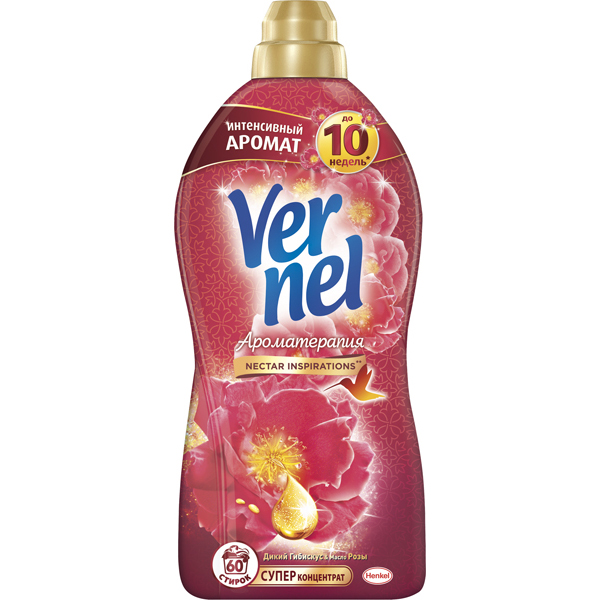 ИНТЕНСИВНЫЙ
АРОМАТ
до
10
недель*
Ver
nel
Ароматерапия
NECTAR INSPIRATIONS**
Дикий Гибискус & Масло Розы
60
СТИРОК
СУПЕР КОНЦЕНТРАТ
Henkel